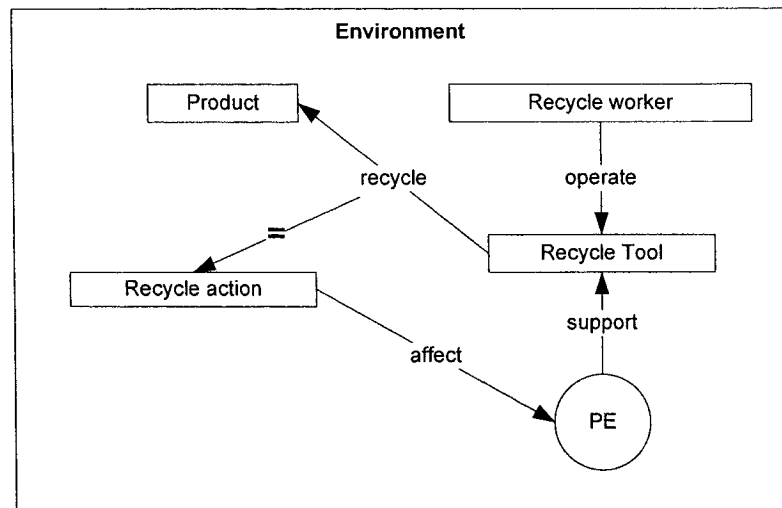 Environment
Product
Recycle worker
recycle
operate
=
Recycle Tool
Recycle action
support
affect
PE